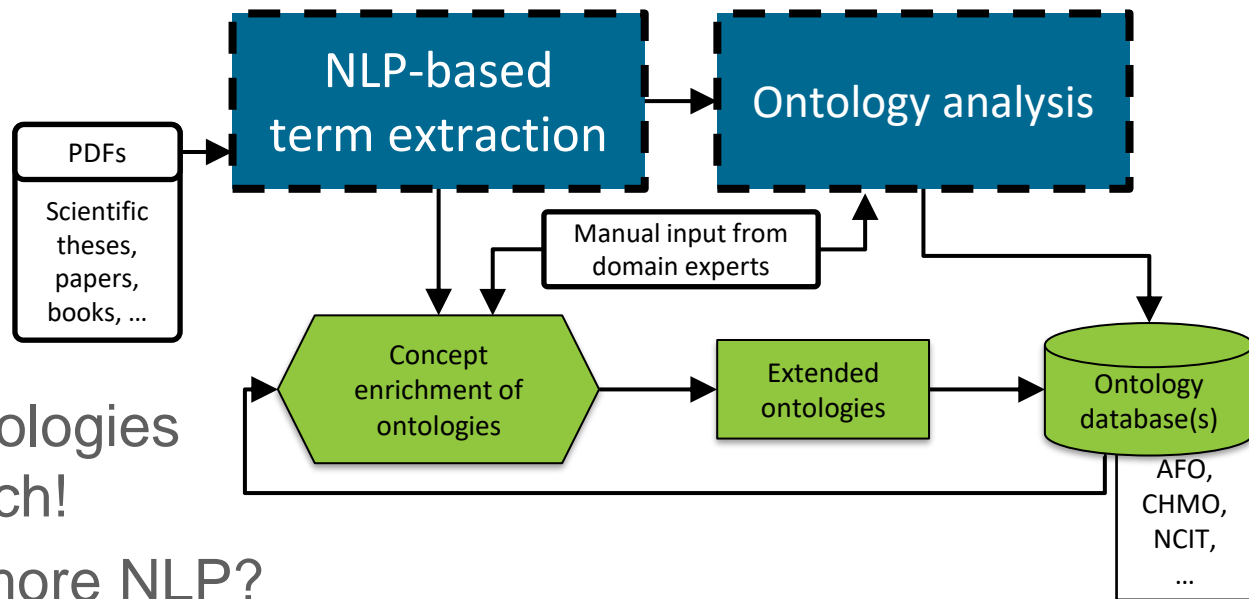 NLP-based
term extraction
Ontology analysis
PDFs
Scientific
theses,
papers,
books, ...
Manual input from
domain experts
Concept
enrichment of
ontologies
Extended
ontologies
Ontology
database(s)
AFO,
CHMO,
NCIT,
...
ologies
ch!
more NLP?